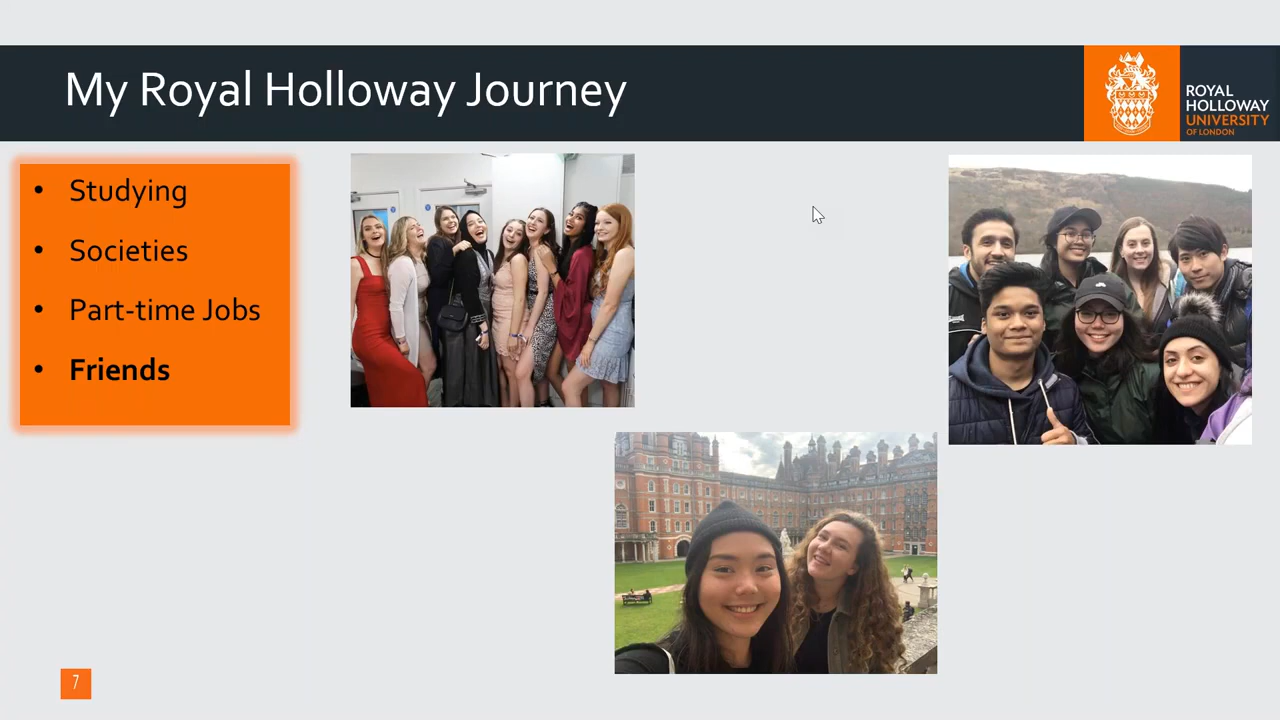 My Royal Holloway Journey
ROYAL
HOLLOWAY
UNIVERSITY
OF LONDON
• Studying
• Societies
• Part-time Jobs
• Friends
7